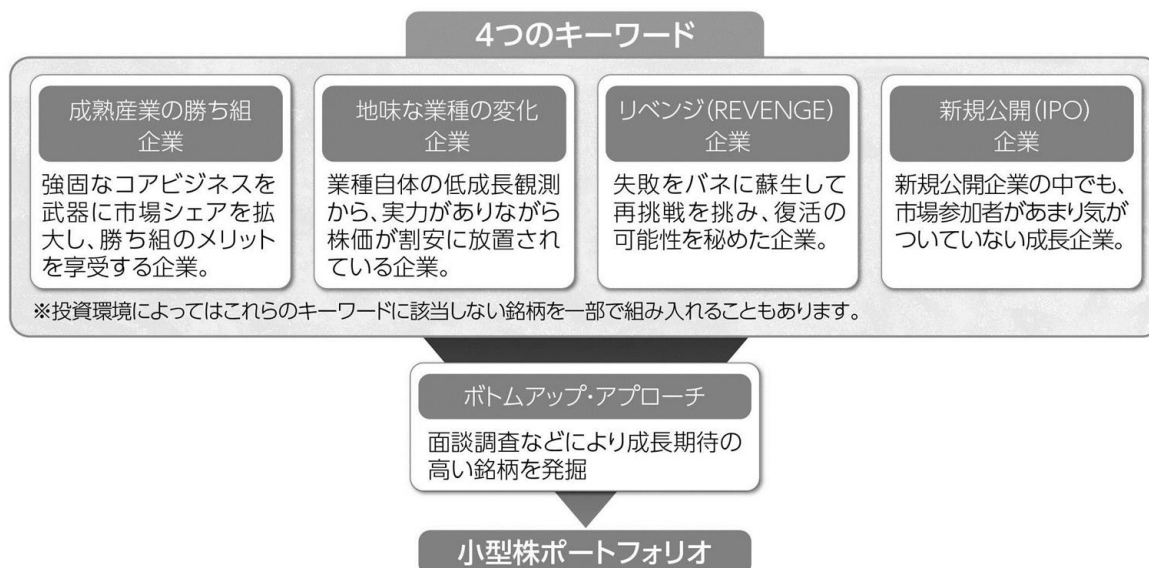 4つのキーワード
成熟産業の勝ち組
企業
強固なコアビジネスを
武器に市場シェアを拡
大し、勝ち組のメリット
を享受する企業。
地味な業種の変化
企業
業種自体の低成長観測
から、実力がありながら
株価が割安に放置され
ている企業。
リベンジ(REVENGE)
企業
失敗をバネに蘇生して
再挑戦を挑み、復活の
可能性を秘めた企業。
新規公開(IPO)
企業
新規公開企業の中でも、
市場参加者があまり気が
ついていない成長企業。
※投資環境によってはこれらのキーワードに該当しない銘柄を一部で組み入れることもあります。
ボトムアップ・アプローチ
面談調査などにより成長期待の
高い銘柄を発掘
小型株ポートフォリオ